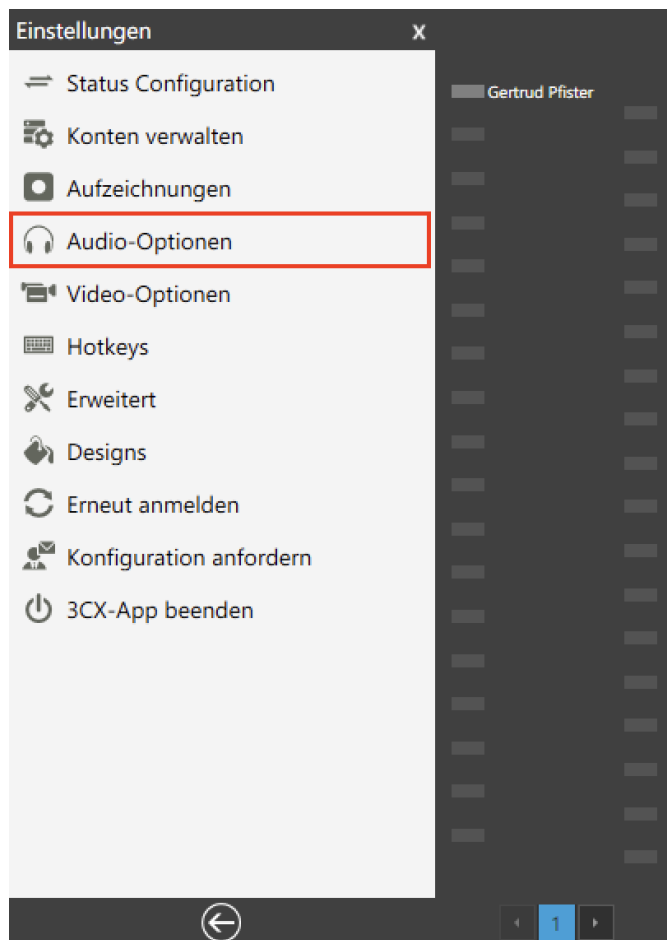 Einstellungen x
Status Configuration
Konten verwalten
Aufzeichnungen
Audio-Optionen
Video-Optionen
Hotkeys
Erweitert
Designs
Erneut anmelden
Konfiguration anfordern
3CX-App beenden
Gertrud Pfister
1